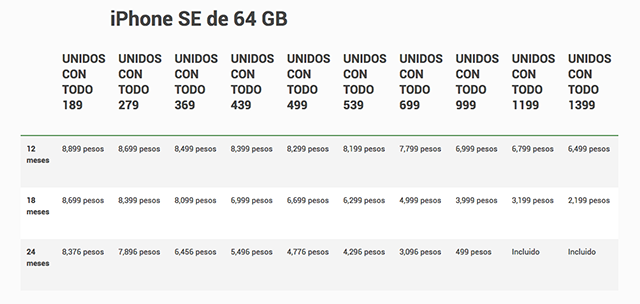 iPhone SE de 64 GB
UNIDOS CON TODO 189 UNIDOS CON TODO 279 UNIDOS CON TODO 369 UNIDOS CON TODO 439 UNIDOS CON TODO 499 UNIDOS CON TODO 539 UNIDOS CON TODO 699 UNIDOS CON TODO 999 UNIDOS CON TODO 1199 UNIDOS CON TODO 1399
12 meses 8,899 pesos 8,699 pesos 8,499 pesos 8,399 pesos 8,299 pesos 8,199 pesos 7,799 pesos 6,999 pesos 6,799 pesos 6,499 pesos
18 meses 8,699 pesos 8,399 pesos 8,099 pesos 6,999 pesos 6,699 pesos 6,299 pesos 4,999 pesos 3,999 pesos 3,199 pesos 2,199 pesos
24 meses 8,376 pesos 7,896 pesos 6,456 pesos 5,496 pesos 4,776 pesos 4,296 pesos 3,096 pesos 499 pesos Incluido Incluido